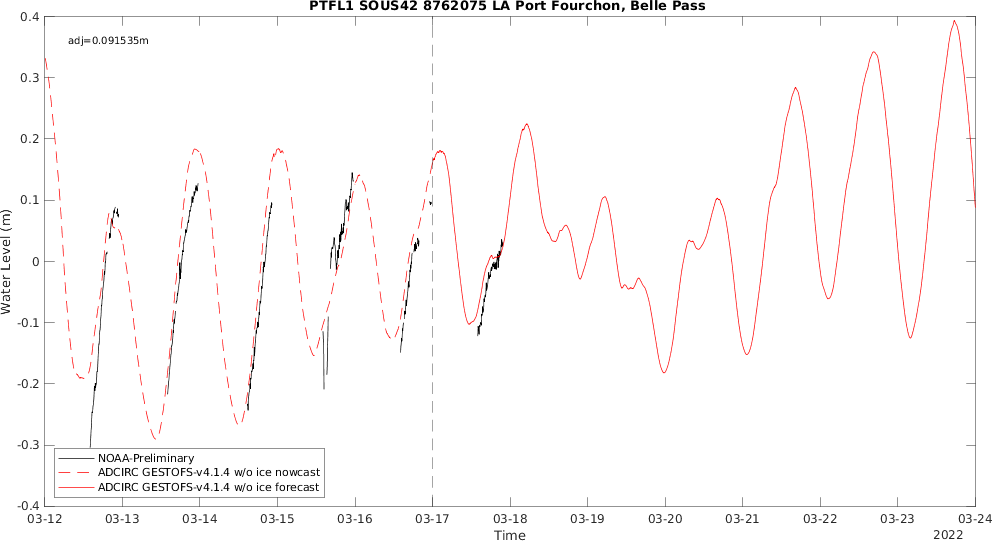 PTFL1 SOUS42 8762075 LA Port Fourchon, Belle Pass
adj=0.091535m
0.4
0.3
0.2
0.1
0
-0.1
-0.2
-0.3
-0.4
Water Level (m)
NOAA-Preliminary
ADCIRC GESTOFS-v4.1.4 w/o ice nowcast
ADCIRC GESTOFS-v4.1.4 w/o ice forecast
03-12 03-13 03-14 03-15 03-16 03-17 03-18 03-19 03-20 03-21 03-22 03-23 03-24
Time
2022